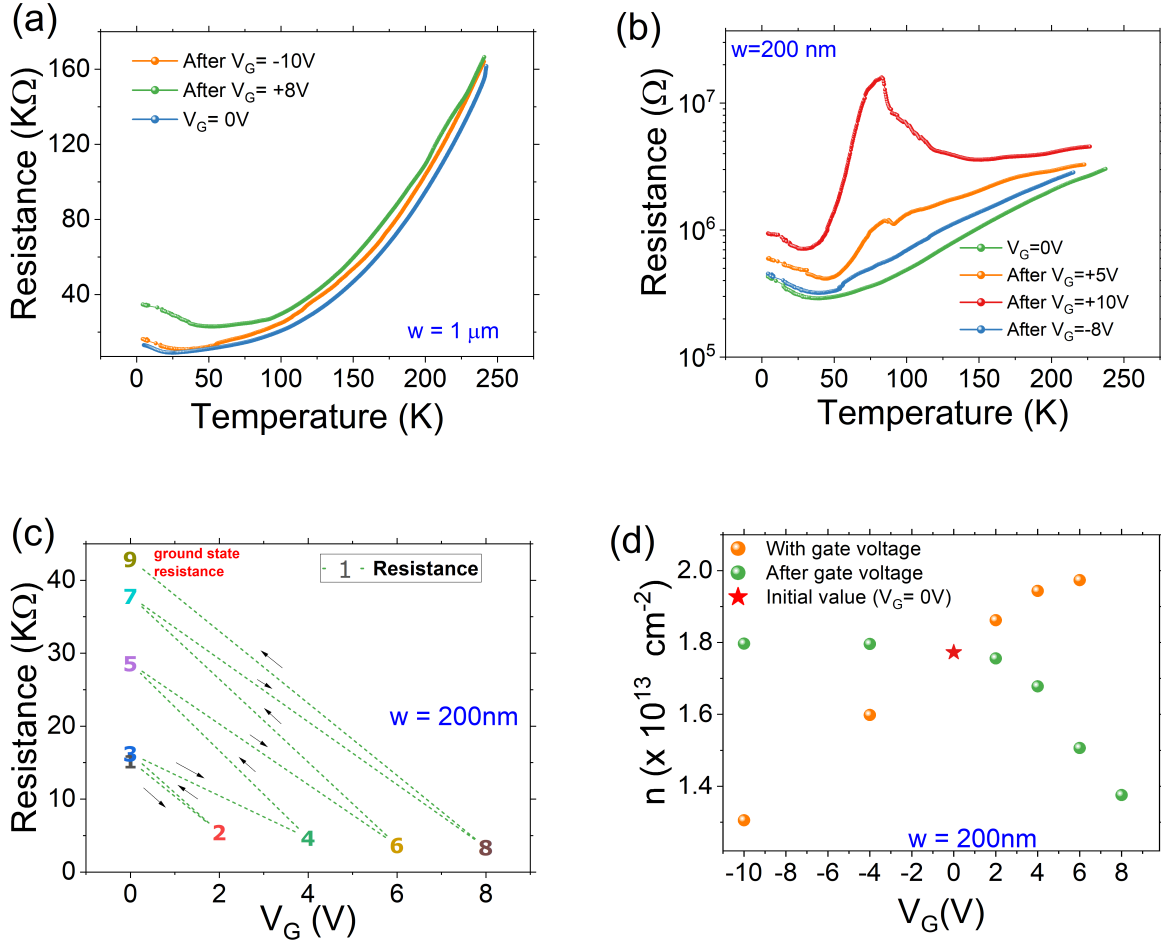 (a)
After V_G= -10V
After V_G= +8V
V_G= 0V
w = 1 μm
Resistance (KΩ)
160
120
80
40
0 50 100 150 200 250
Temperature (K)
(b)
w=200 nm
V_G=0V
After V_G=+5V
After V_G=+10V
After V_G=-8V
Resistance (Ω)
10^7
10^6
10^5
0 50 100 150 200 250
Temperature (K)
(c)
9 ground state
resistance
1 Resistance
7
5
3
1
2
4
6
8
w = 200nm
Resistance (KΩ)
40
30
20
10
0
0 2 4 6 8
V_G (V)
(d)
With gate voltage
After gate voltage
Initial value (V_G= 0V)
w = 200nm
n (x 10^13 cm^-2)
2.0
1.8
1.6
1.4
-10 -8 -6 -4 -2 0 2 4 6 8
V_G(V)